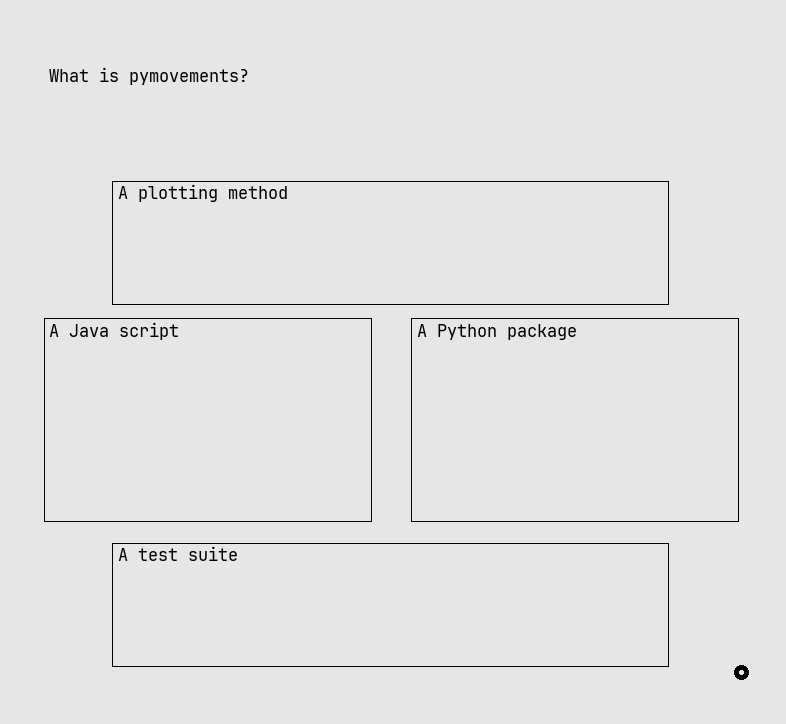 What is pymovements?
A plotting method
A Java script
A Python package
A test suite